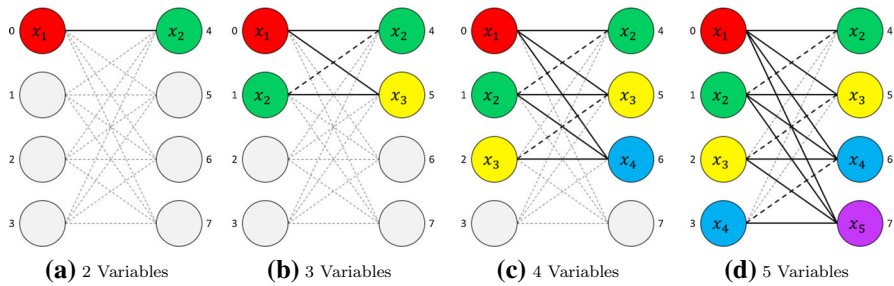 0 x₁ x₂ 4 0 x₁ x₂ 4 0 x₁ x₂ 4 0 x₁ x₂ 4
1 5 1 x₂ x₃ 5 1 x₂ x₃ 5 1 x₂ x₃ 5
2 6 2 6 2 x₃ x₄ 6 2 x₃ x₄ 6
3 7 3 7 3 7 3 x₄ x₅ 7
(a) 2 Variables (b) 3 Variables (c) 4 Variables (d) 5 Variables